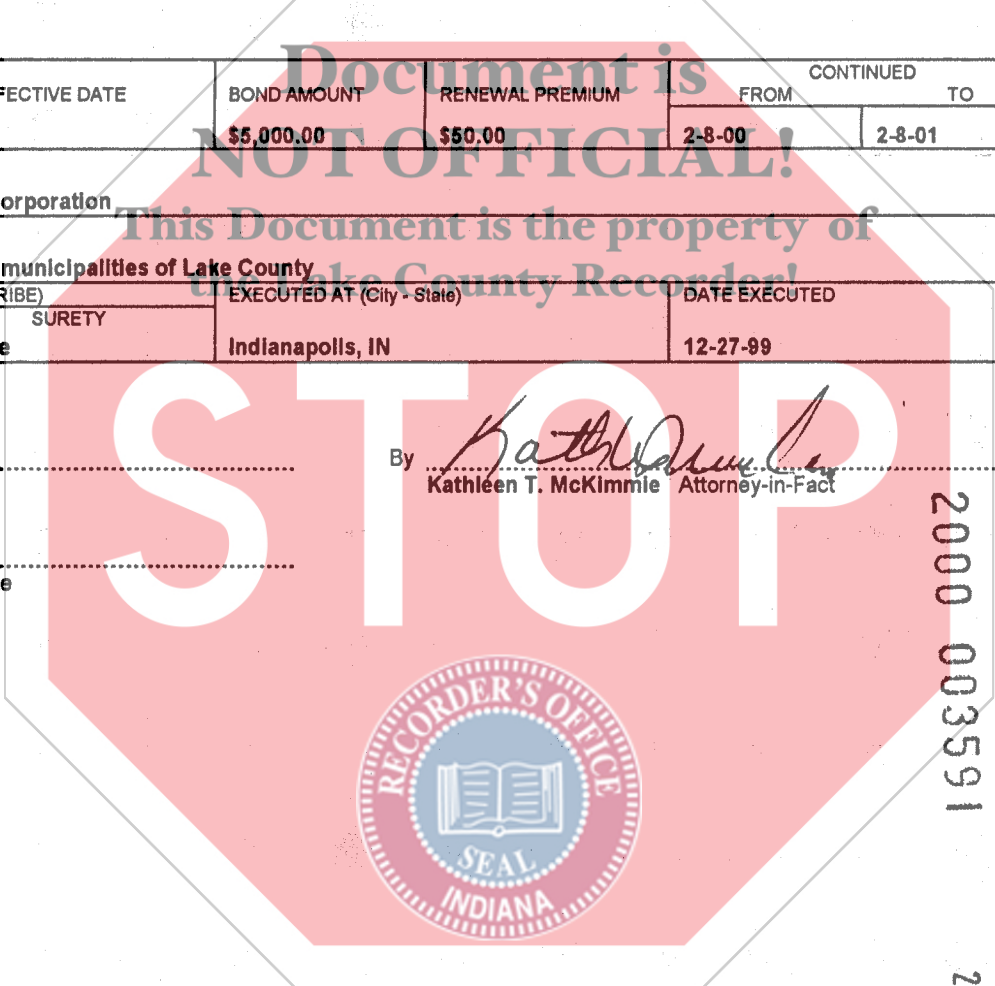 Document is
CONTINUED
FECTIVE DATE BOND AMOUNT RENEWAL PREMIUM FROM TO
$5,000.00 $50.00 2-8-00 2-8-01
NOT OFFICIAL!
orporation
This Document is the property of
municipalities of Lake County
the Lake County Recorder!
RIBE) EXECUTED AT (City - State) DATE EXECUTED
SURETY
e Indianapolis, IN 12-27-99
STOP
By
Kathleen T. McKimmie Attorney-in-Fact
e
2000 003591
RECORDER'S OFFICE
SEAL
INDIANA
2